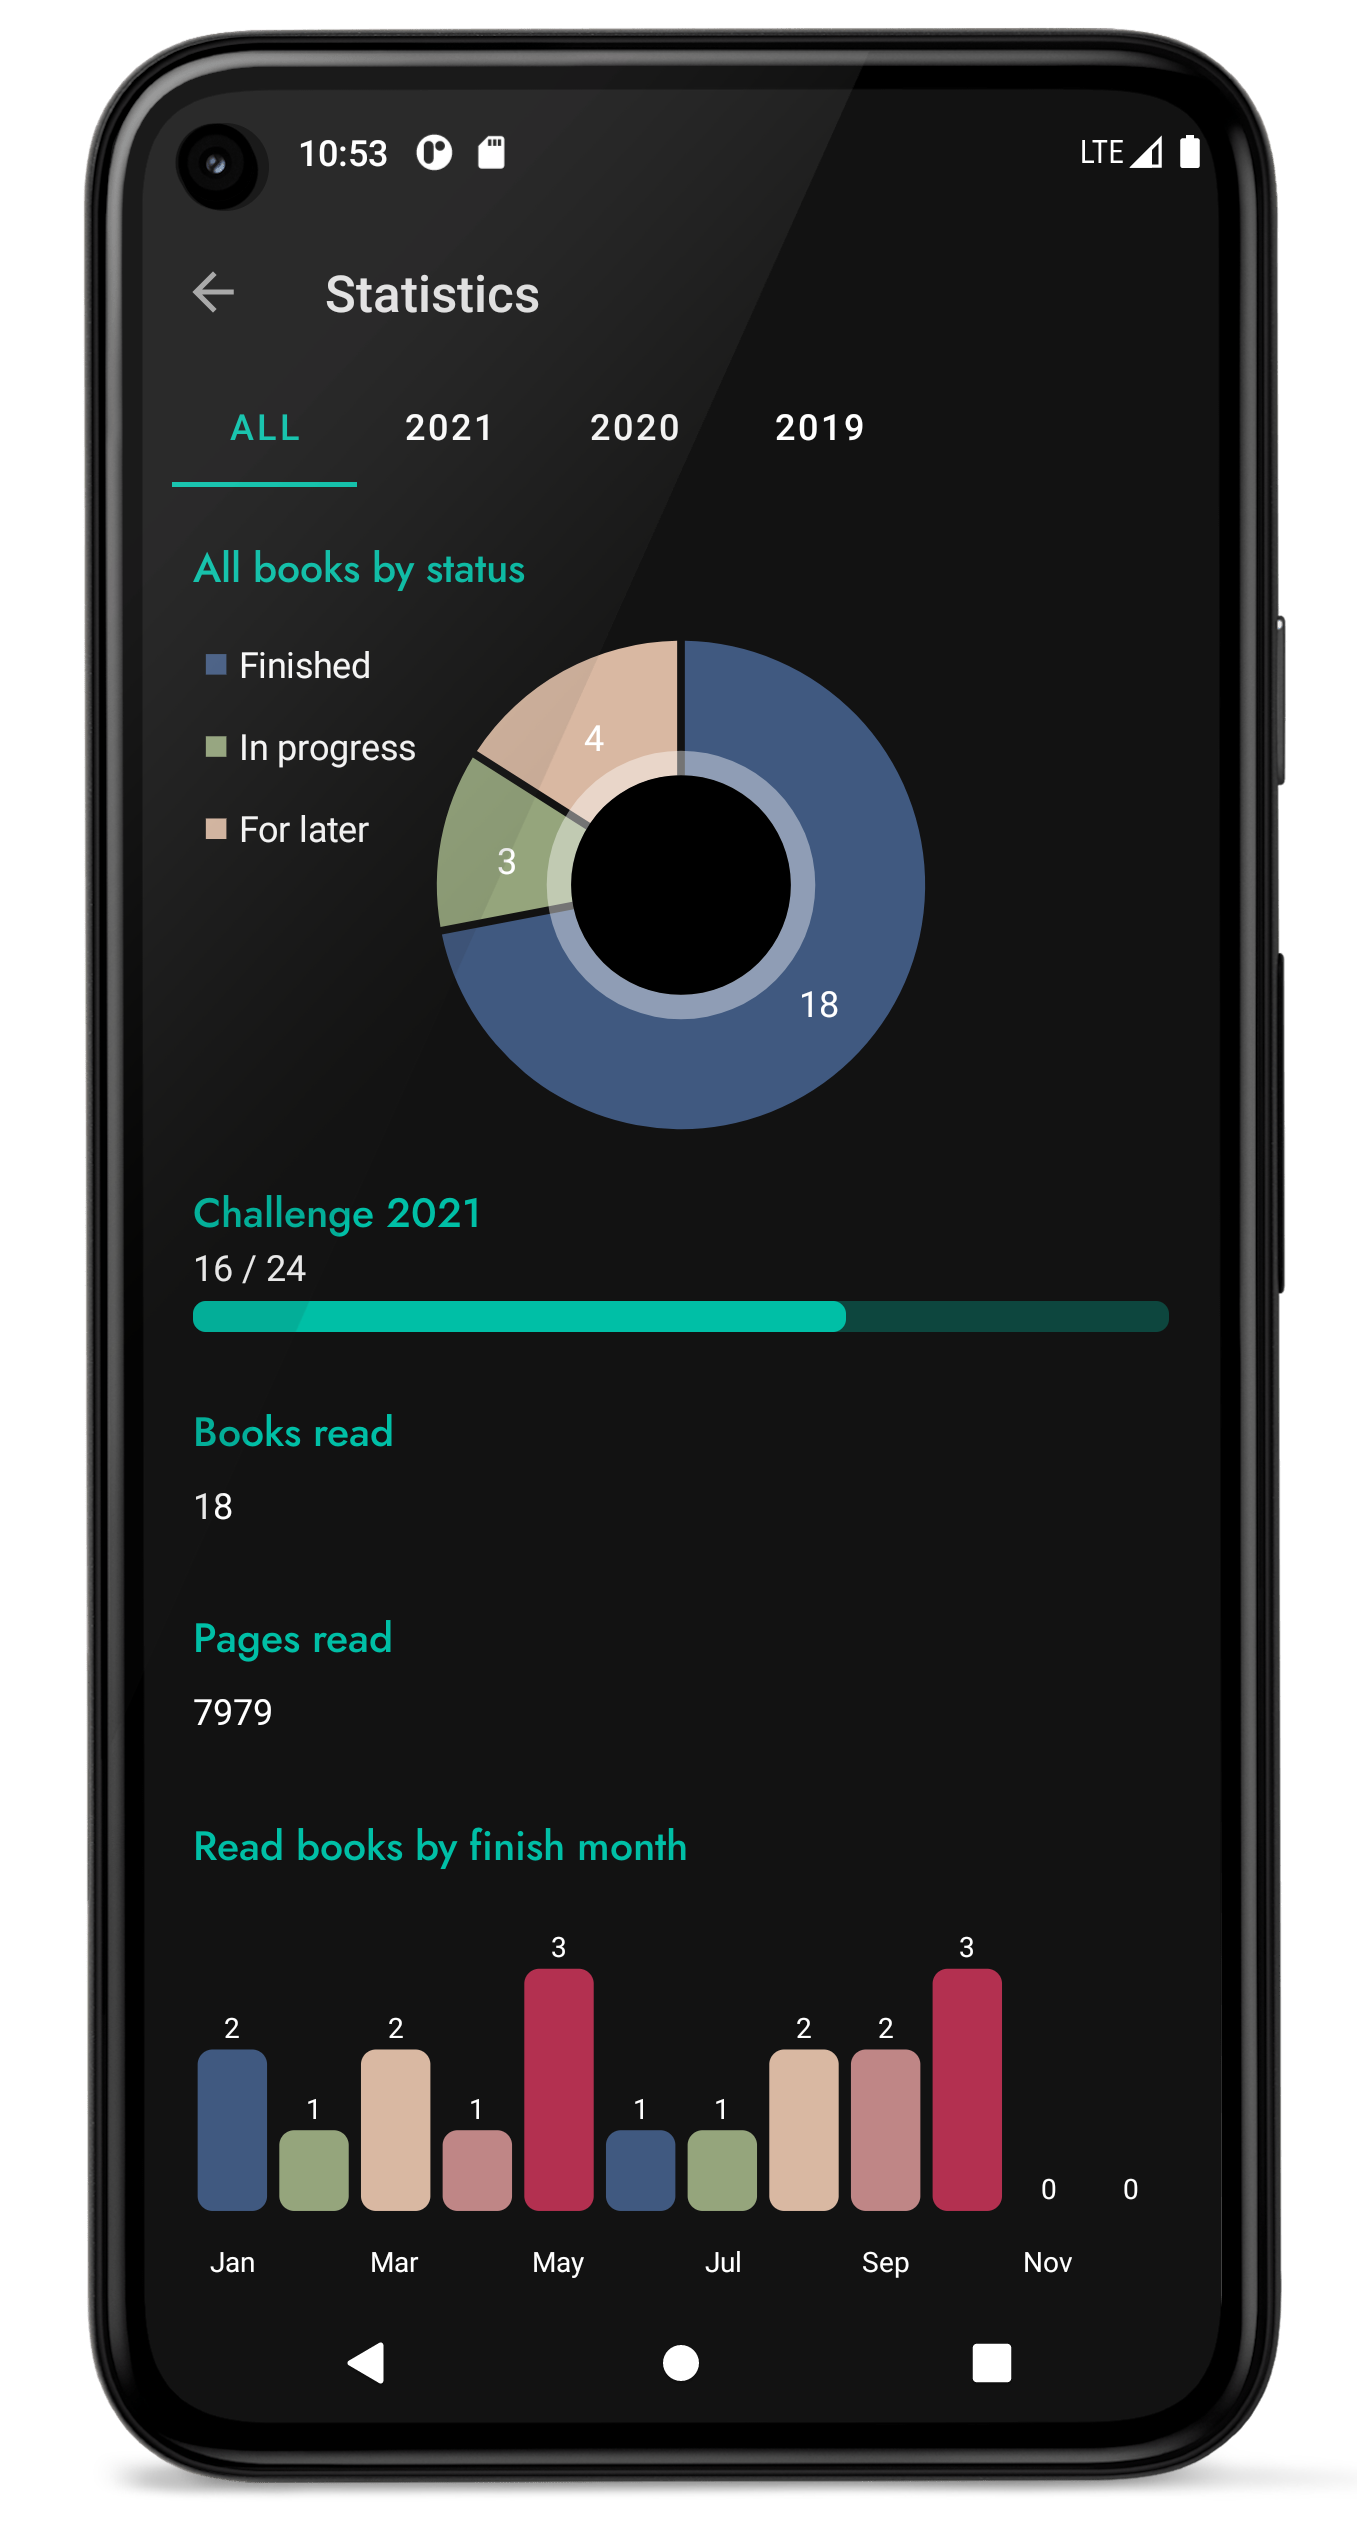 10:53 LTE
Statistics
ALL 2021 2020 2019
All books by status
Finished
In progress
For later
4
3
18
Challenge 2021
16 / 24
Books read
18
Pages read
7979
Read books by finish month
2 1 2 1 3 1 1 2 2 3 0 0
Jan Mar May Jul Sep Nov